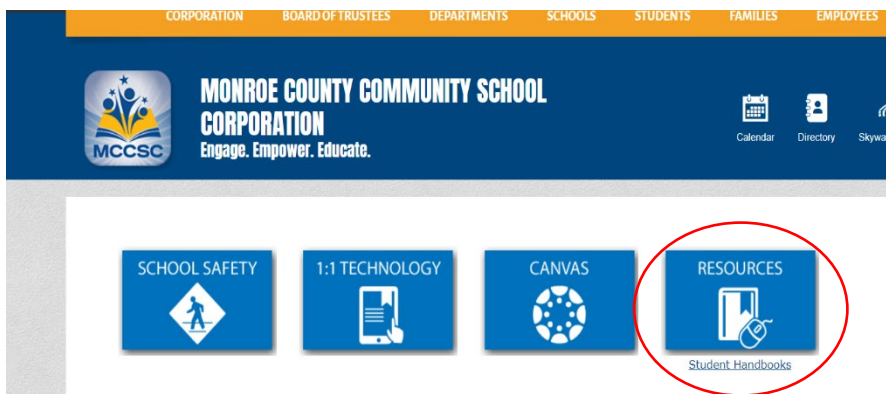 CORPORATION BOARD OF TRUSTEES DEPARTMENTS SCHOOLS STUDENTS FAMILIES EMPLOYEES
MONROE COUNTY COMMUNITY SCHOOL
CORPORATION
Engage. Empower. Educate.
MCCSC
Calendar Directory
SCHOOL SAFETY 1:1 TECHNOLOGY CANVAS RESOURCES
Student Handbooks